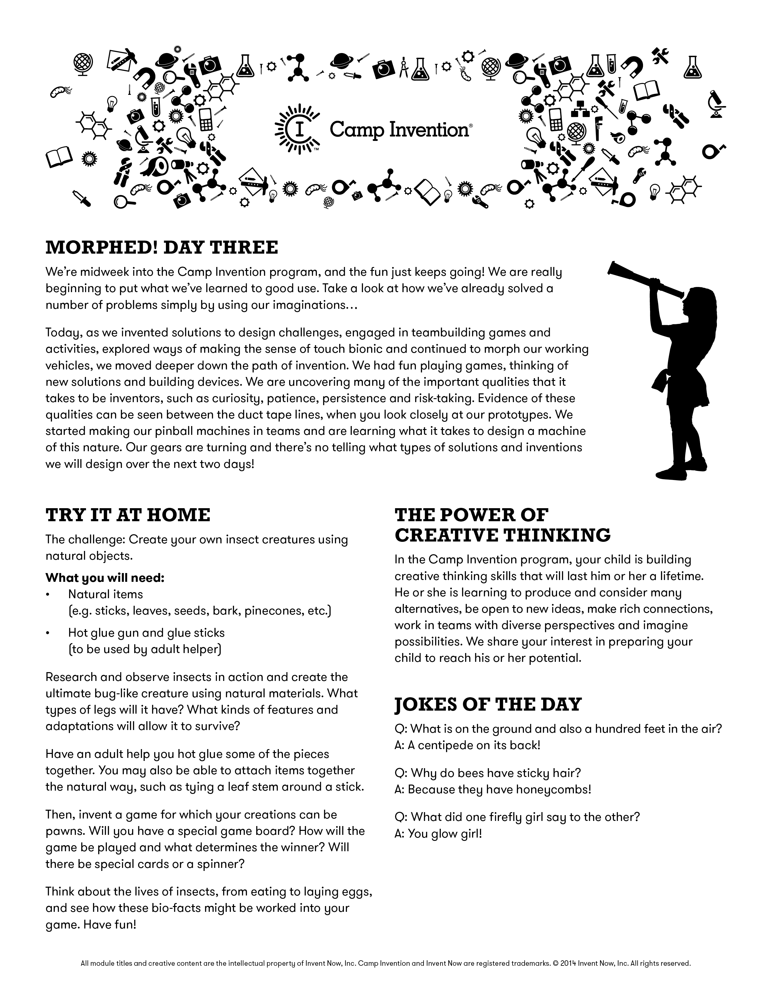 Camp Invention®
I
™
MORPHED! DAY THREE
We’re midweek into the Camp Invention program, and the fun just keeps going! We are really
beginning to put what we’ve learned to good use. Take a look at how we’ve already solved a
number of problems simply by using our imaginations…
Today, as we invented solutions to design challenges, engaged in teambuilding games and
activities, explored ways of making the sense of touch bionic and continued to morph our working
vehicles, we moved deeper down the path of invention. We had fun playing games, thinking of
new solutions and building devices. We are uncovering many of the important qualities that it
takes to be inventors, such as curiosity, patience, persistence and risk-taking. Evidence of these
qualities can be seen between the duct tape lines, when you look closely at our prototypes. We
started making our pinball machines in teams and are learning what it takes to design a machine
of this nature. Our gears are turning and there’s no telling what types of solutions and inventions
we will design over the next two days!
TRY IT AT HOME
The challenge: Create your own insect creatures using
natural objects.
What you will need:
• Natural items
(e.g. sticks, leaves, seeds, bark, pinecones, etc.)
• Hot glue gun and glue sticks
(to be used by adult helper)
Research and observe insects in action and create the
ultimate bug-like creature using natural materials. What
types of legs will it have? What kinds of features and
adaptations will allow it to survive?
Have an adult help you hot glue some of the pieces
together. You may also be able to attach items together
the natural way, such as tying a leaf stem around a stick.
Then, invent a game for which your creations can be
pawns. Will you have a special game board? How will the
game be played and what determines the winner? Will
there be special cards or a spinner?
Think about the lives of insects, from eating to laying eggs,
and see how these bio-facts might be worked into your
game. Have fun!
THE POWER OF
CREATIVE THINKING
In the Camp Invention program, your child is building
creative thinking skills that will last him or her a lifetime.
He or she is learning to produce and consider many
alternatives, be open to new ideas, make rich connections,
work in teams with diverse perspectives and imagine
possibilities. We share your interest in preparing your
child to reach his or her potential.
JOKES OF THE DAY
Q: What is on the ground and also a hundred feet in the air?
A: A centipede on its back!
Q: Why do bees have sticky hair?
A: Because they have honeycombs!
Q: What did one firefly girl say to the other?
A: You glow girl!
All module titles and creative content are the intellectual property of Invent Now, Inc. Camp Invention and Invent Now are registered trademarks. © 2014 Invent Now, Inc. All rights reserved.